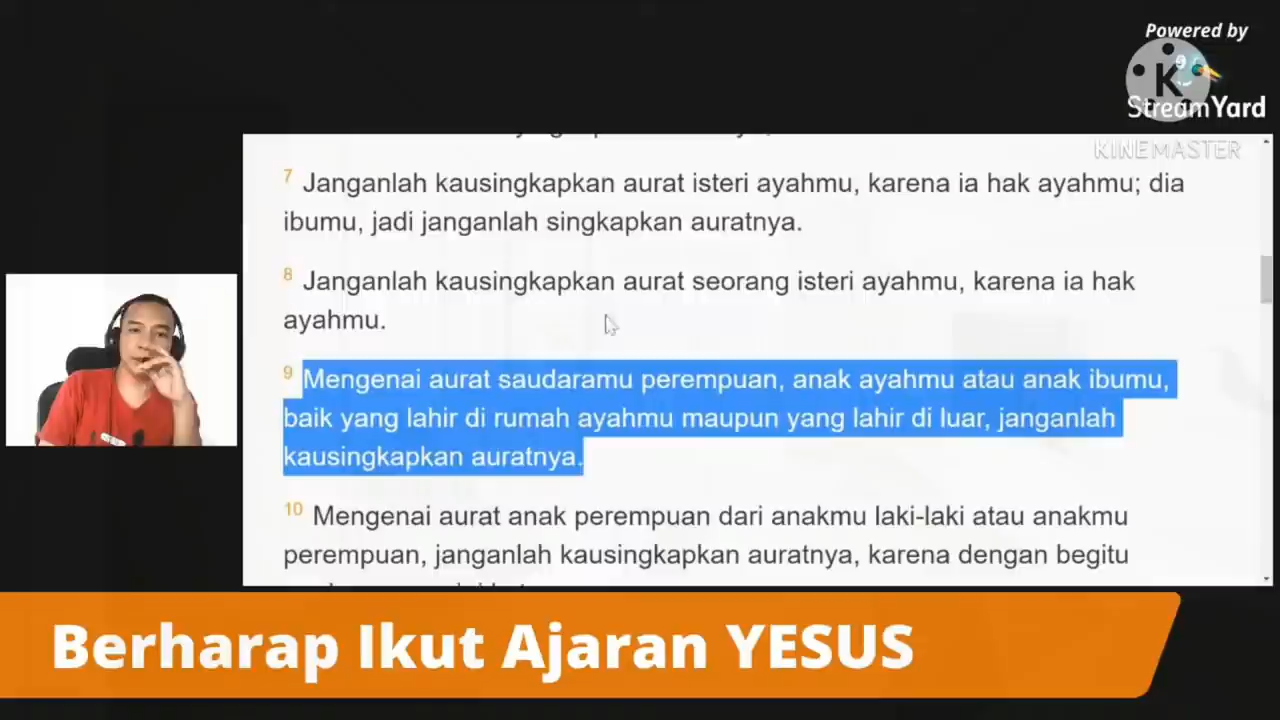 Powered by
K
StreamYard
KINEMASTER
7 Janganlah kausingkapkan aurat isteri ayahmu, karena ia hak ayahmu; dia
ibumu, jadi janganlah singkapkan auratnya.
8 Janganlah kausingkapkan aurat seorang isteri ayahmu, karena ia hak
ayahmu.
9 Mengenai aurat saudaramu perempuan, anak ayahmu atau anak ibumu,
baik yang lahir di rumah ayahmu maupun yang lahir di luar, janganlah
kausingkapkan auratnya.
10 Mengenai aurat anak perempuan dari anakmu laki-laki atau anakmu
perempuan, janganlah kausingkapkan auratnya, karena dengan begitu
Berharap Ikut Ajaran YESUS